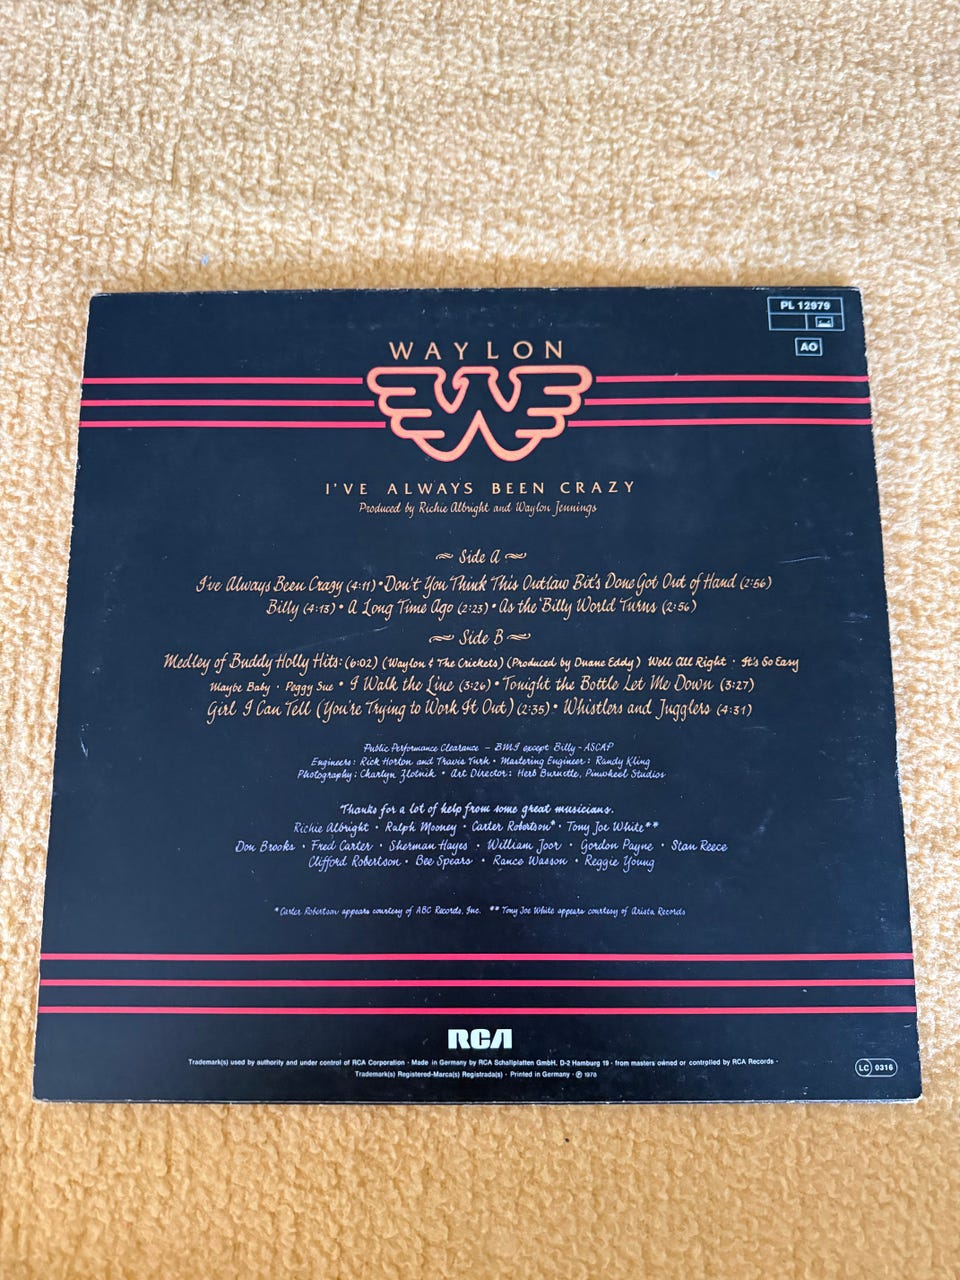 PL 12979
AO
WAYLON
W
I'VE ALWAYS BEEN CRAZY
Produced by Richie Albright and Waylon Jennings
Side A
I've Always Been Crazy (4:11) • Don't You Think This Outlaw Bit's Done Got Out of Hand (2:56)
Billy (4:13) • A Long Time Ago (2:23) • As the 'Billy World Turns (2:56)
Side B
Medley of Buddy Holly Hits: (6:02) (Waylon & The Crickets) (Produced by Duane Eddy) Well All Right · It's So Easy
Maybe Baby · Peggy Sue • I Walk the Line (3:26) • Tonight the Bottle Let Me Down (3:27)
Girl I Can Tell (You're Trying to Work It Out) (2:35) • Whistlers and Jugglers (4:31)
Public Performance Clearance – BMI except Billy - ASCAP
Engineers: Rick Horton and Travis Turk • Mastering Engineer: Randy Kling
Photography: Charlyn Zlotnik • Art Director: Herb Burnette, Pinwheel Studios
Thanks for a lot of help from some great musicians.
Richie Albright • Ralph Mooney • Carter Robertson* • Tony Joe White**
Don Brooks • Fred Carter • Sherman Hayes • William Joor • Gordon Payne • Stan Reece
Clifford Robertson • Bee Spears • Rance Wasson • Reggie Young
*Carter Robertson appears courtesy of ABC Records, Inc. **Tony Joe White appears courtesy of Arista Records
RCA
Trademark(s) used by authority and under control of RCA Corporation · Made in Germany by RCA Schallplatten GmbH, D-2 Hamburg 19 · from masters owned or controlled by RCA Records ·
Trademark(s) Registered-Marca(s) Registrada(s) · Printed in Germany · ℗ 1978
LC 0316